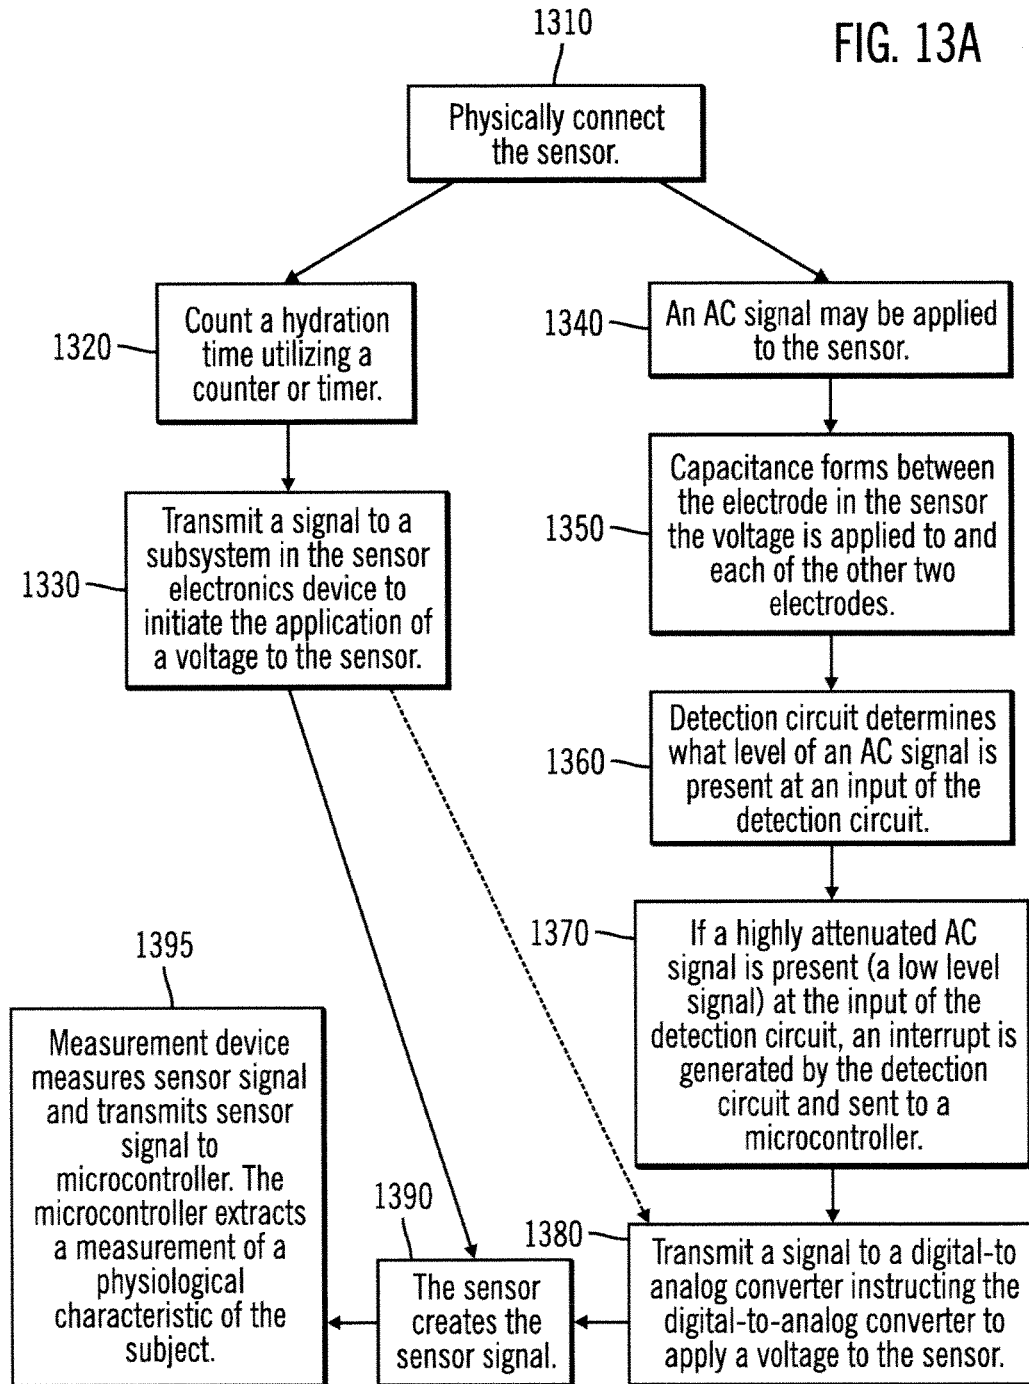 FIG. 13A
1310
Physically connect
the sensor.
1320
Count a hydration
time utilizing a
counter or timer.
1330
Transmit a signal to a
subsystem in the sensor
electronics device to
initiate the application of
a voltage to the sensor.
1340
An AC signal may be applied
to the sensor.
1350
Capacitance forms between
the electrode in the sensor
the voltage is applied to and
each of the other two
electrodes.
1360
Detection circuit determines
what level of an AC signal is
present at an input of the
detection circuit.
1370
If a highly attenuated AC
signal is present (a low level
signal) at the input of the
detection circuit, an interrupt is
generated by the detection
circuit and sent to a
microcontroller.
1380
Transmit a signal to a digital-to
analog converter instructing the
digital-to-analog converter to
apply a voltage to the sensor.
1390
The sensor
creates the
sensor signal.
1395
Measurement device
measures sensor signal
and transmits sensor
signal to
microcontroller. The
microcontroller extracts
a measurement of a
physiological
characteristic of the
subject.